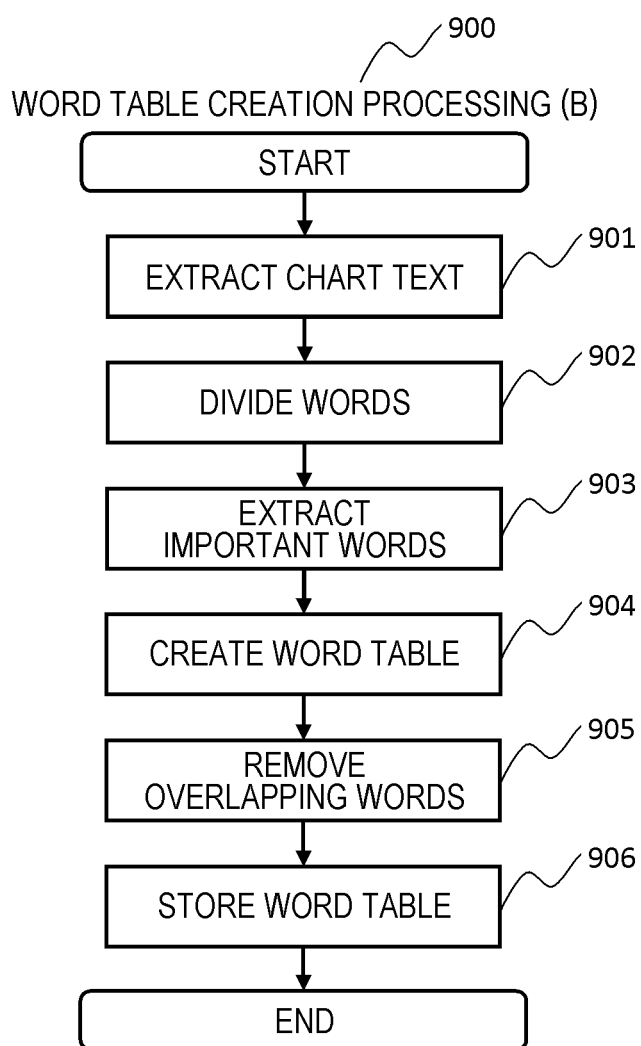 900
WORD TABLE CREATION PROCESSING (B)
START
901
EXTRACT CHART TEXT
902
DIVIDE WORDS
903
EXTRACT
IMPORTANT WORDS
904
CREATE WORD TABLE
905
REMOVE
OVERLAPPING WORDS
906
STORE WORD TABLE
END